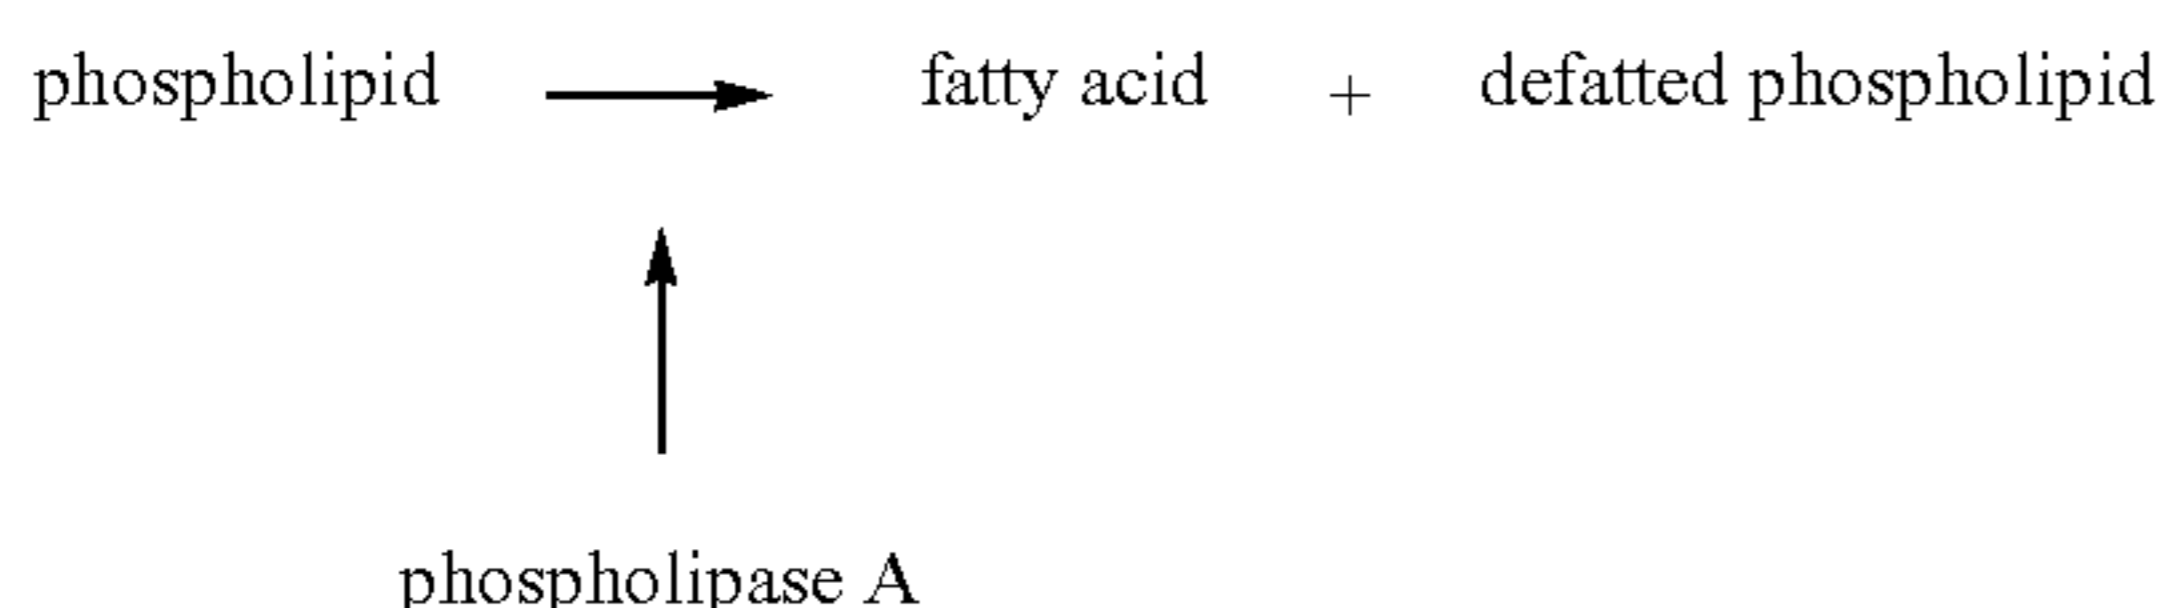 phospholipid fatty acid + defatted phospholipid
phospholipase A